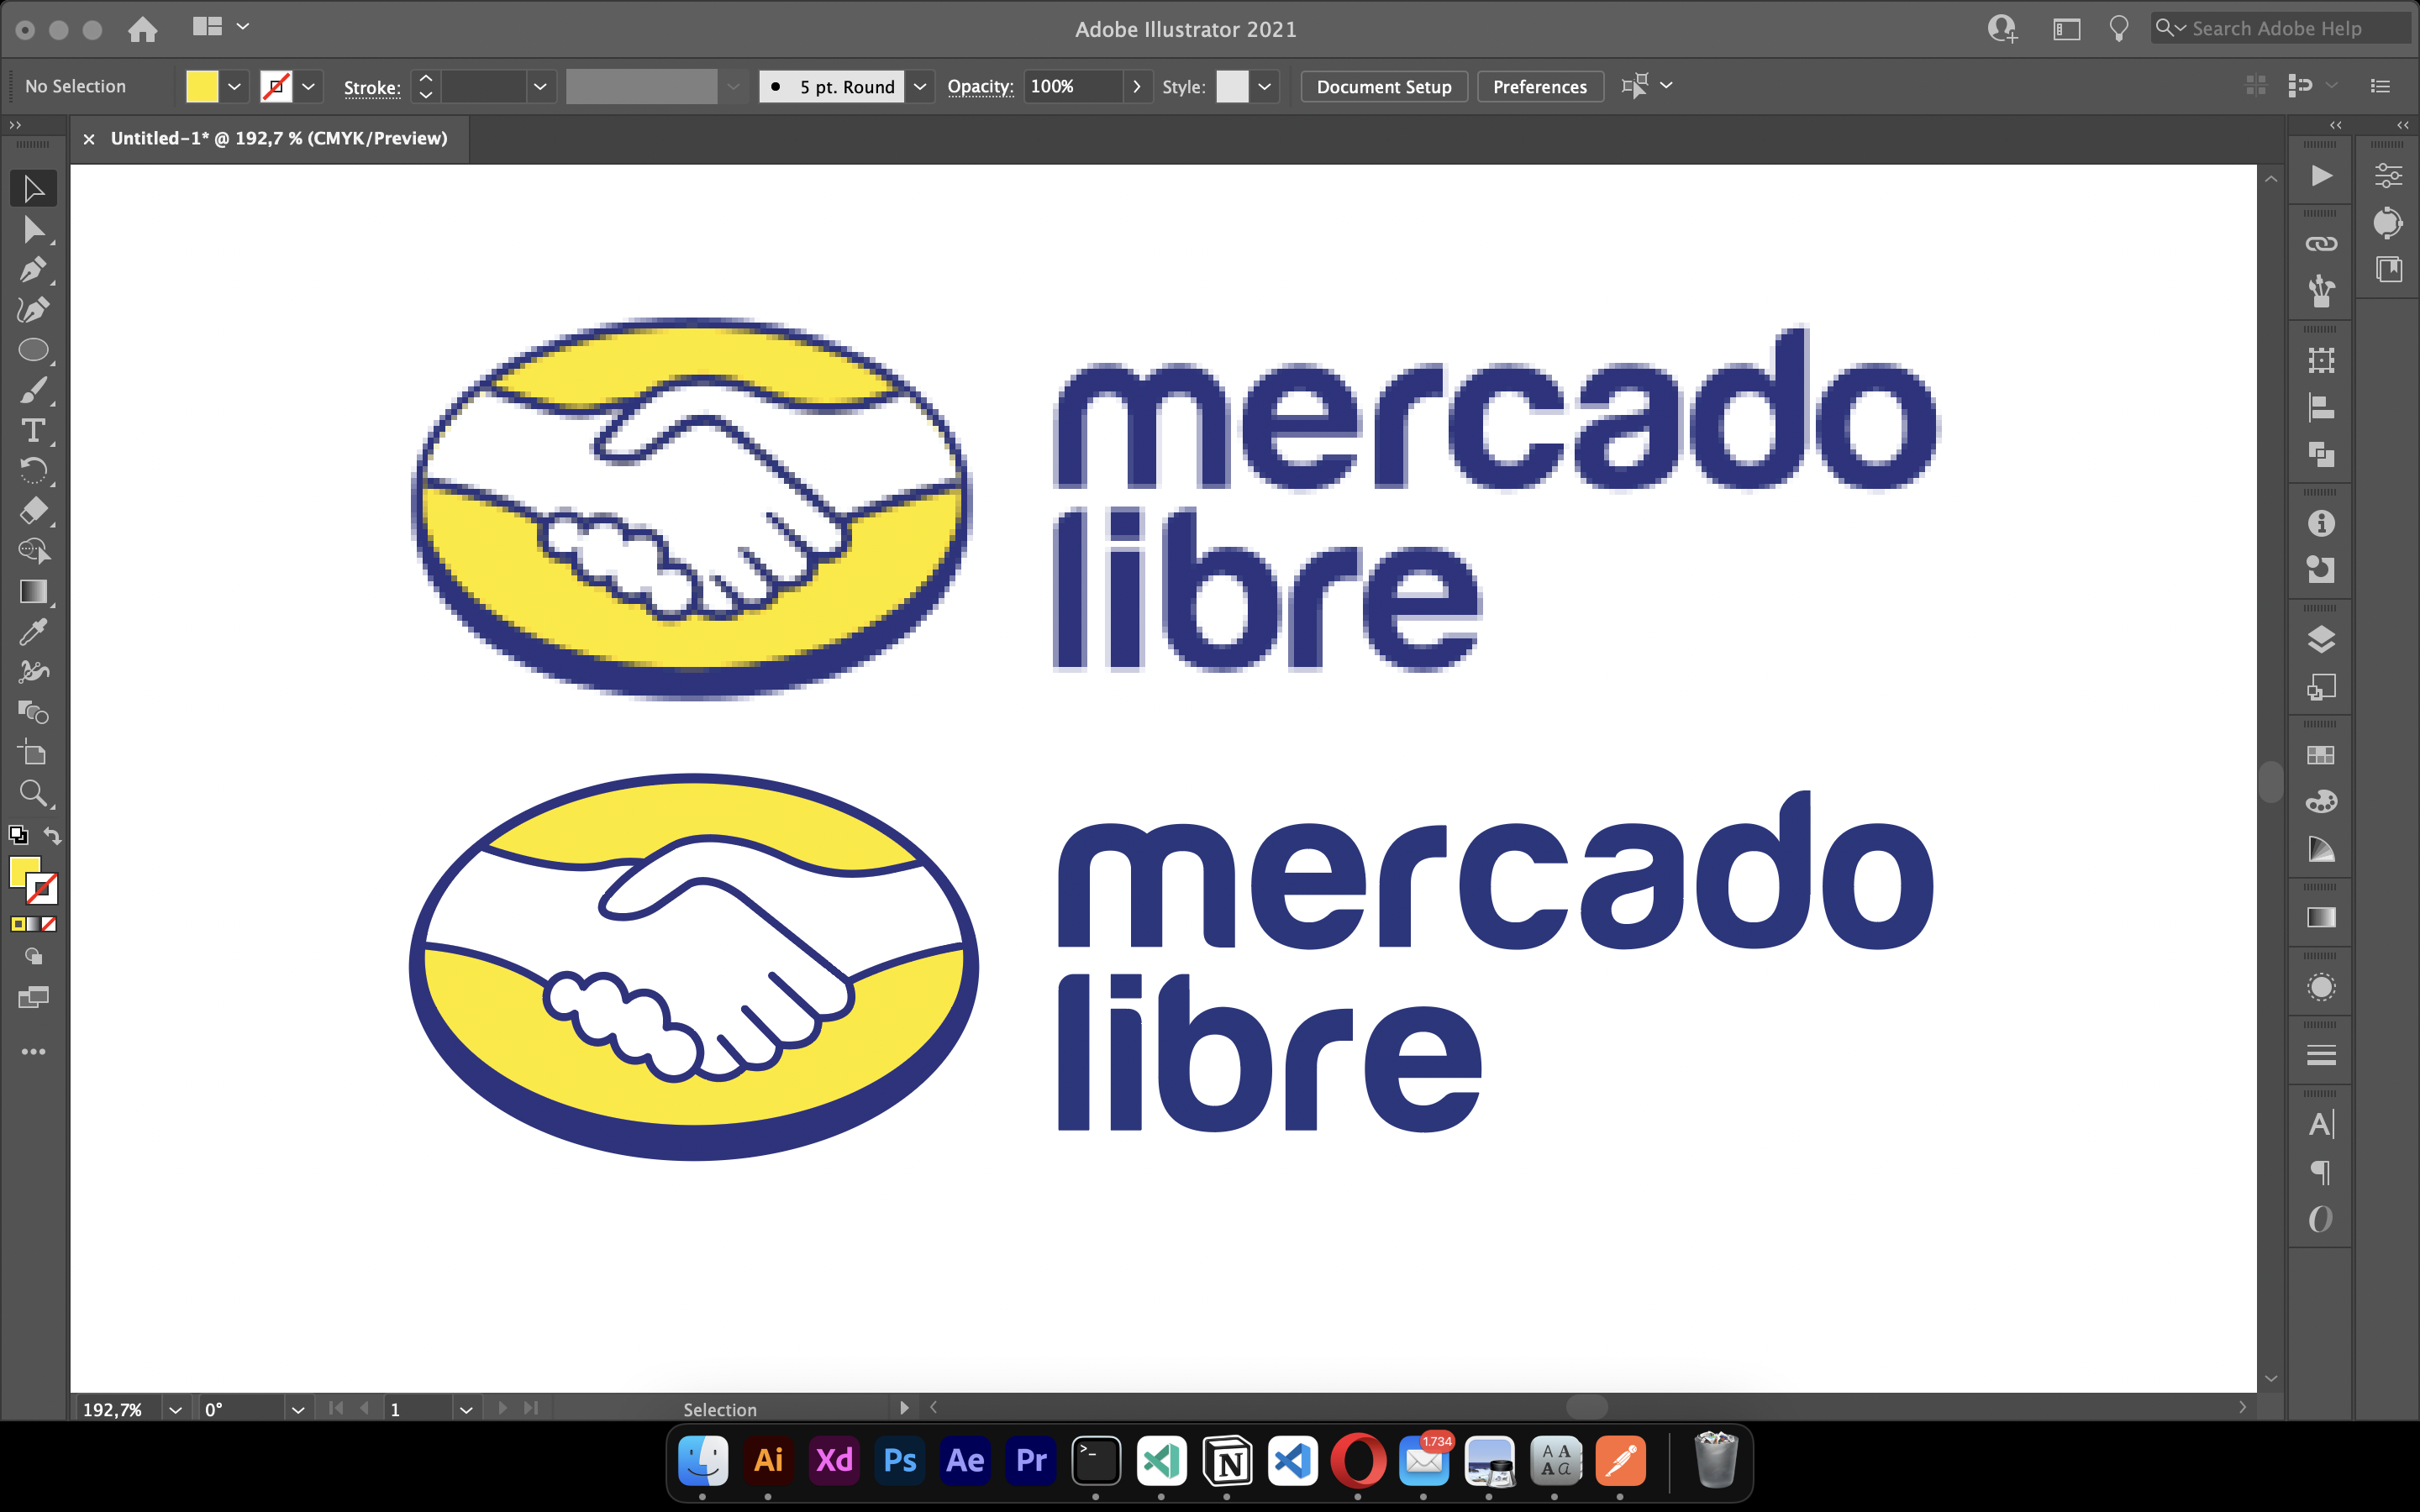 Adobe Illustrator 2021
Search Adobe Help
No Selection
Stroke:
5 pt. Round
Opacity:
100%
Style:
Document Setup
Preferences
Untitled-1* @ 192,7 % (CMYK/Preview)
mercado
libre
mercado
libre
192,7%
0°
1
Selection
Ai
Xd
Ps
Ae
Pr
>_
N
1.734
A A
A a